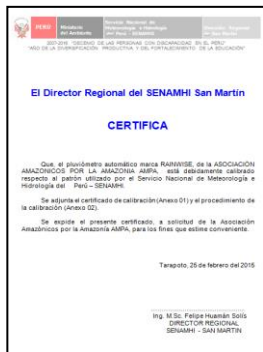 PERÚ
Ministerio
del Ambiente
Servicio Nacional de
Meteorología e Hidrología
del Perú - SENAMHI
Dirección Regional
San Martín
2007-2016 "DECENIO DE LAS PERSONAS CON DISCAPACIDAD EN EL PERÚ"
"AÑO DE LA DIVERSIFICACIÓN PRODUCTIVA Y DEL FORTALECIMIENTO DE LA EDUCACIÓN"
El Director Regional del SENAMHI San Martín
CERTIFICA
Que, el pluviómetro automático marca RAINWISE, de la ASOCIACIÓN
AMAZONICOS POR LA AMAZONIA AMPA, está debidamente calibrado
respecto al patrón utilizado por el Servicio Nacional de Meteorología e
Hidrología del Perú – SENAMHI.
Se adjunta el certificado de calibración (Anexo 01) y el procedimiento de
la calibración (Anexo 02).
Se expide el presente certificado, a solicitud de la Asociación
Amazónicos por la Amazonía AMPA, para los fines que estime conveniente.
Tarapoto, 26 de febrero del 2015
Ing. M.Sc. Felipe Huamán Solís
DIRECTOR REGIONAL
SENAMHI - SAN MARTIN